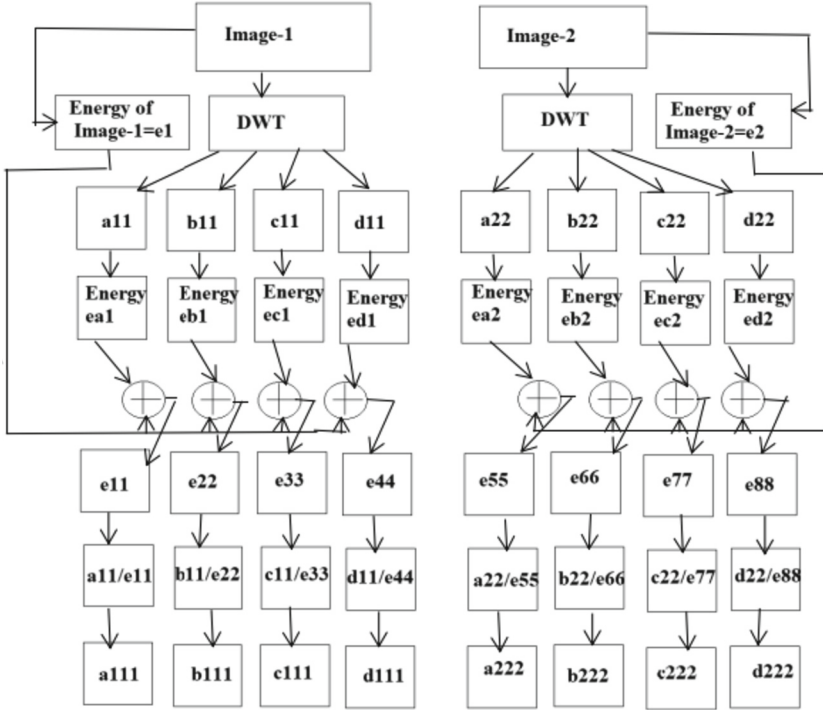 Image-1
Image-2
Energy of
Image-1=e1
DWT
DWT
Energy of
Image-2=e2
a11
b11
c11
d11
a22
b22
c22
d22
Energy
ea1
Energy
eb1
Energy
ec1
Energy
ed1
Energy
ea2
Energy
eb2
Energy
ec2
Energy
ed2
e11
e22
e33
e44
e55
e66
e77
e88
a11/e11
b11/e22
c11/e33
d11/e44
a22/e55
b22/e66
c22/e77
d22/e88
a111
b111
c111
d111
a222
b222
c222
d222